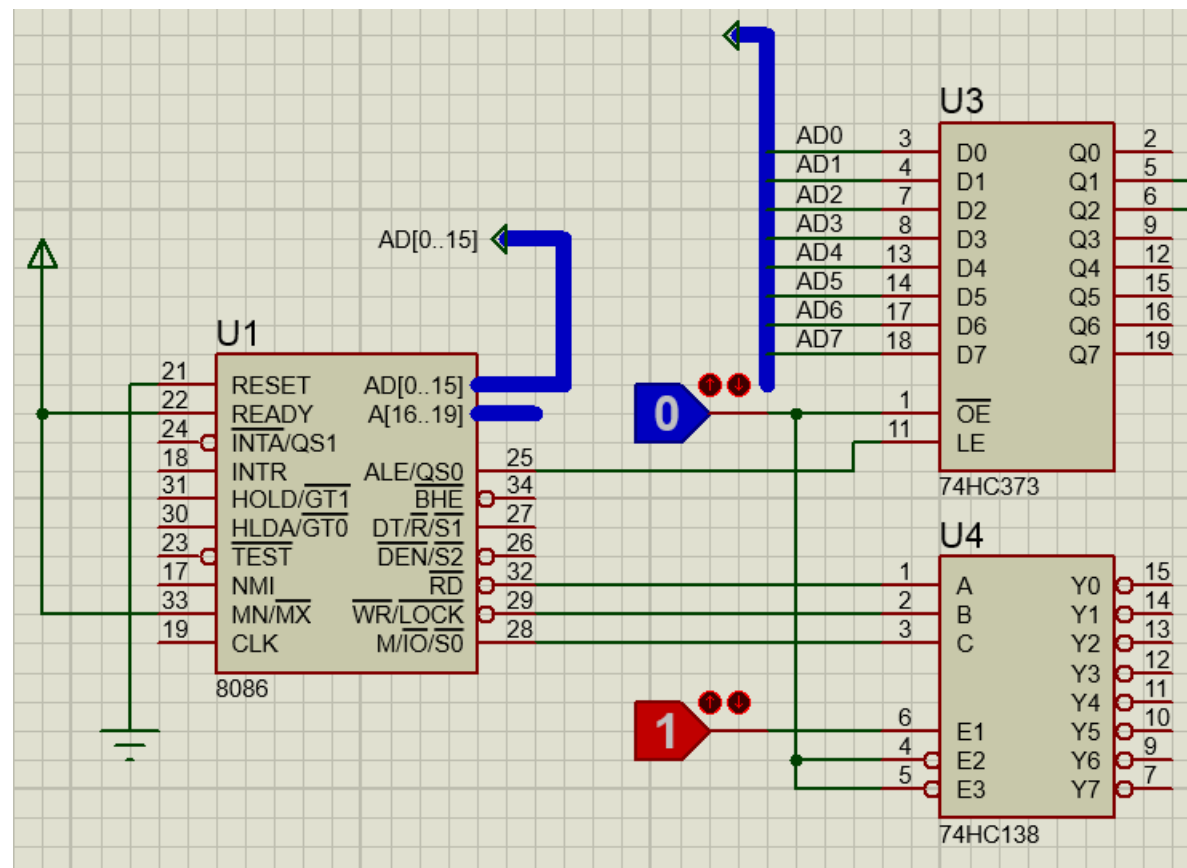 AD[0..15]
U1
21 RESET AD[0..15]
22 READY A[16..19]
24 INTA/QS1
18 INTR ALE/QS0 25
31 HOLD/GT1 BHE 34
30 HLDA/GT0 DT/R/S1 27
23 TEST DEN/S2 26
17 NMI RD 32
33 MN/MX WR/LOCK 29
19 CLK M/IO/S0 28
8086
U3
AD0 3 D0 Q0 2
AD1 4 D1 Q1 5
AD2 7 D2 Q2 6
AD3 8 D3 Q3 9
AD4 13 D4 Q4 12
AD5 14 D5 Q5 15
AD6 17 D6 Q6 16
AD7 18 D7 Q7 19
0
1 OE
11 LE
74HC373
U4
1 A Y0 15
2 B Y1 14
3 C Y2 13
Y3 12
Y4 11
1
6 E1 Y5 10
4 E2 Y6 9
5 E3 Y7 7
74HC138